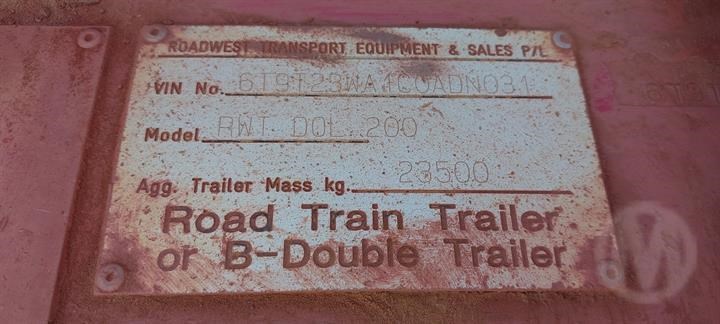 ROADWEST TRANSPORT EQUIPMENT & SALES P/L
VIN No. 6T9T23WA1C0ADN031
Model RWT DOL 200
Agg. Trailer Mass kg. 23500
Road Train Trailer
or B-Double Trailer